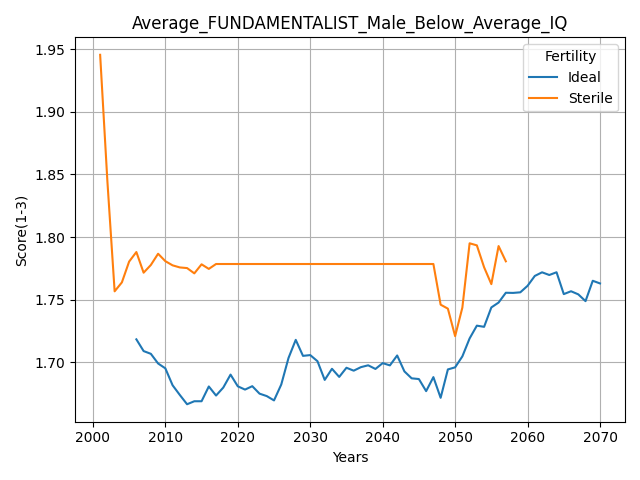 Average_FUNDAMENTALIST_Male_Below_Average_IQ
Fertility
Ideal
Sterile
Score(1-3)
1.95
1.90
1.85
1.80
1.75
1.70
2000 2010 2020 2030 2040 2050 2060 2070
Years